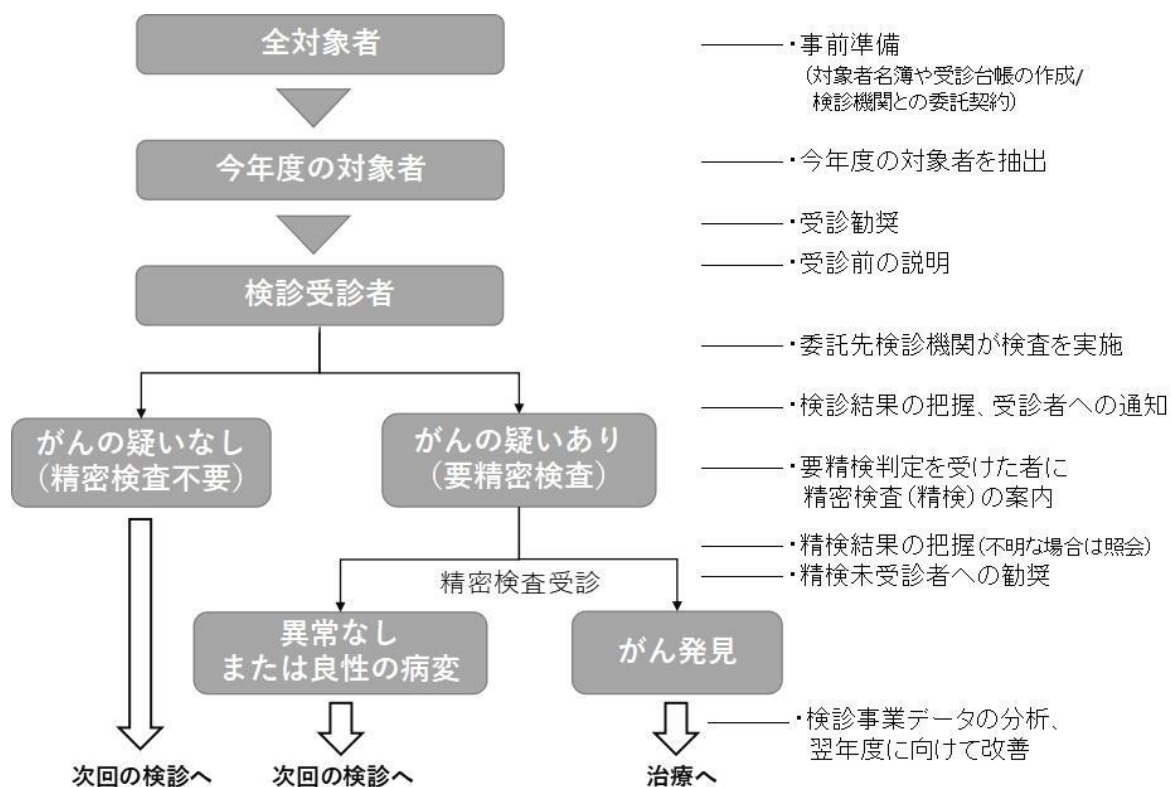 全対象者
・事前準備
(対象者名簿や受診台帳の作成/
検診機関との委託契約)
今年度の対象者
・今年度の対象者を抽出
・受診勧奨
・受診前の説明
検診受診者
・委託先検診機関が検査を実施
・検診結果の把握、受診者への通知
がんの疑いなし
(精密検査不要)
がんの疑いあり
(要精密検査)
・要精検判定を受けた者に
精密検査(精検)の案内
・精検結果の把握(不明な場合は照会)
・精検未受診者への勧奨
精密検査受診
異常なし
または良性の病変
がん発見
・検診事業データの分析、
翌年度に向けて改善
次回の検診へ
次回の検診へ
治療へ